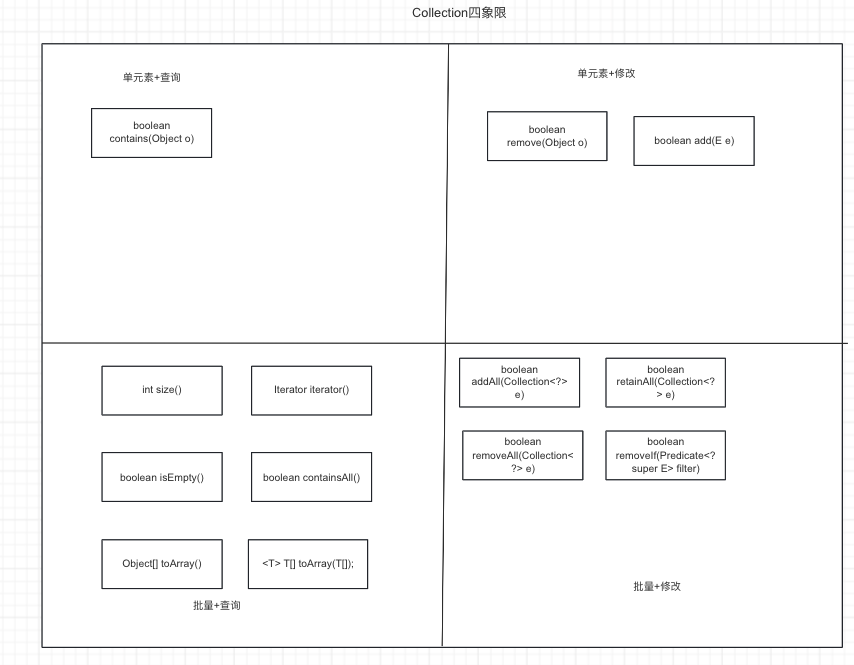 Collection四象限
单元素+查询
boolean
contains(Object o)
单元素+修改
boolean
remove(Object o)
boolean add(E e)
int size()
Iterator iterator()
boolean isEmpty()
boolean containsAll()
Object[] toArray()
<T> T[] toArray(T[]);
批量+查询
boolean
addAll(Collection<?>
e)
boolean
retainAll(Collection<?
> e)
boolean
removeAll(Collection<
?> e)
boolean
removeIf(Predicate<?
super E> filter)
批量+修改